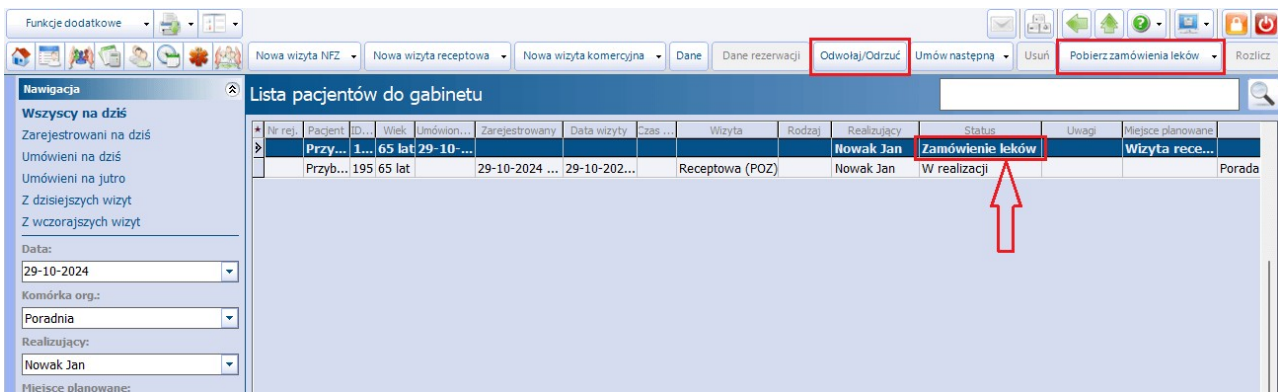 Funkcje dodatkowe
Nowa wizyta NFZ Nowa wizyta receptowa Nowa wizyta komercyjna Dane Dane rezerwacji Odwołaj/Odrzuć Umów następną Usuń Pobierz zamówienia leków Rozlicz
Nawigacja
Wszyscy na dziś
Zarejestrowani na dziś
Umówieni na dziś
Umówieni na jutro
Z dzisiejszych wizyt
Z wczorajszych wizyt
Data:
29-10-2024
Komórka org.:
Poradnia
Realizujący:
Nowak Jan
Miejsce planowane:
Lista pacjentów do gabinetu
* Nr rej. Pacjent ID... Wiek Umówion... Zarejestrowany Data wizyty Czas ... Wizyta Rodzaj Realizujący Status Uwagi Miejsce planowane
Przy... 1... 65 lat 29-10-... Nowak Jan Zamówienie leków Wizyta rece...
Przyb... 195 65 lat 29-10-2024 ... 29-10-202... Receptowa (POZ) Nowak Jan W realizacji Porada